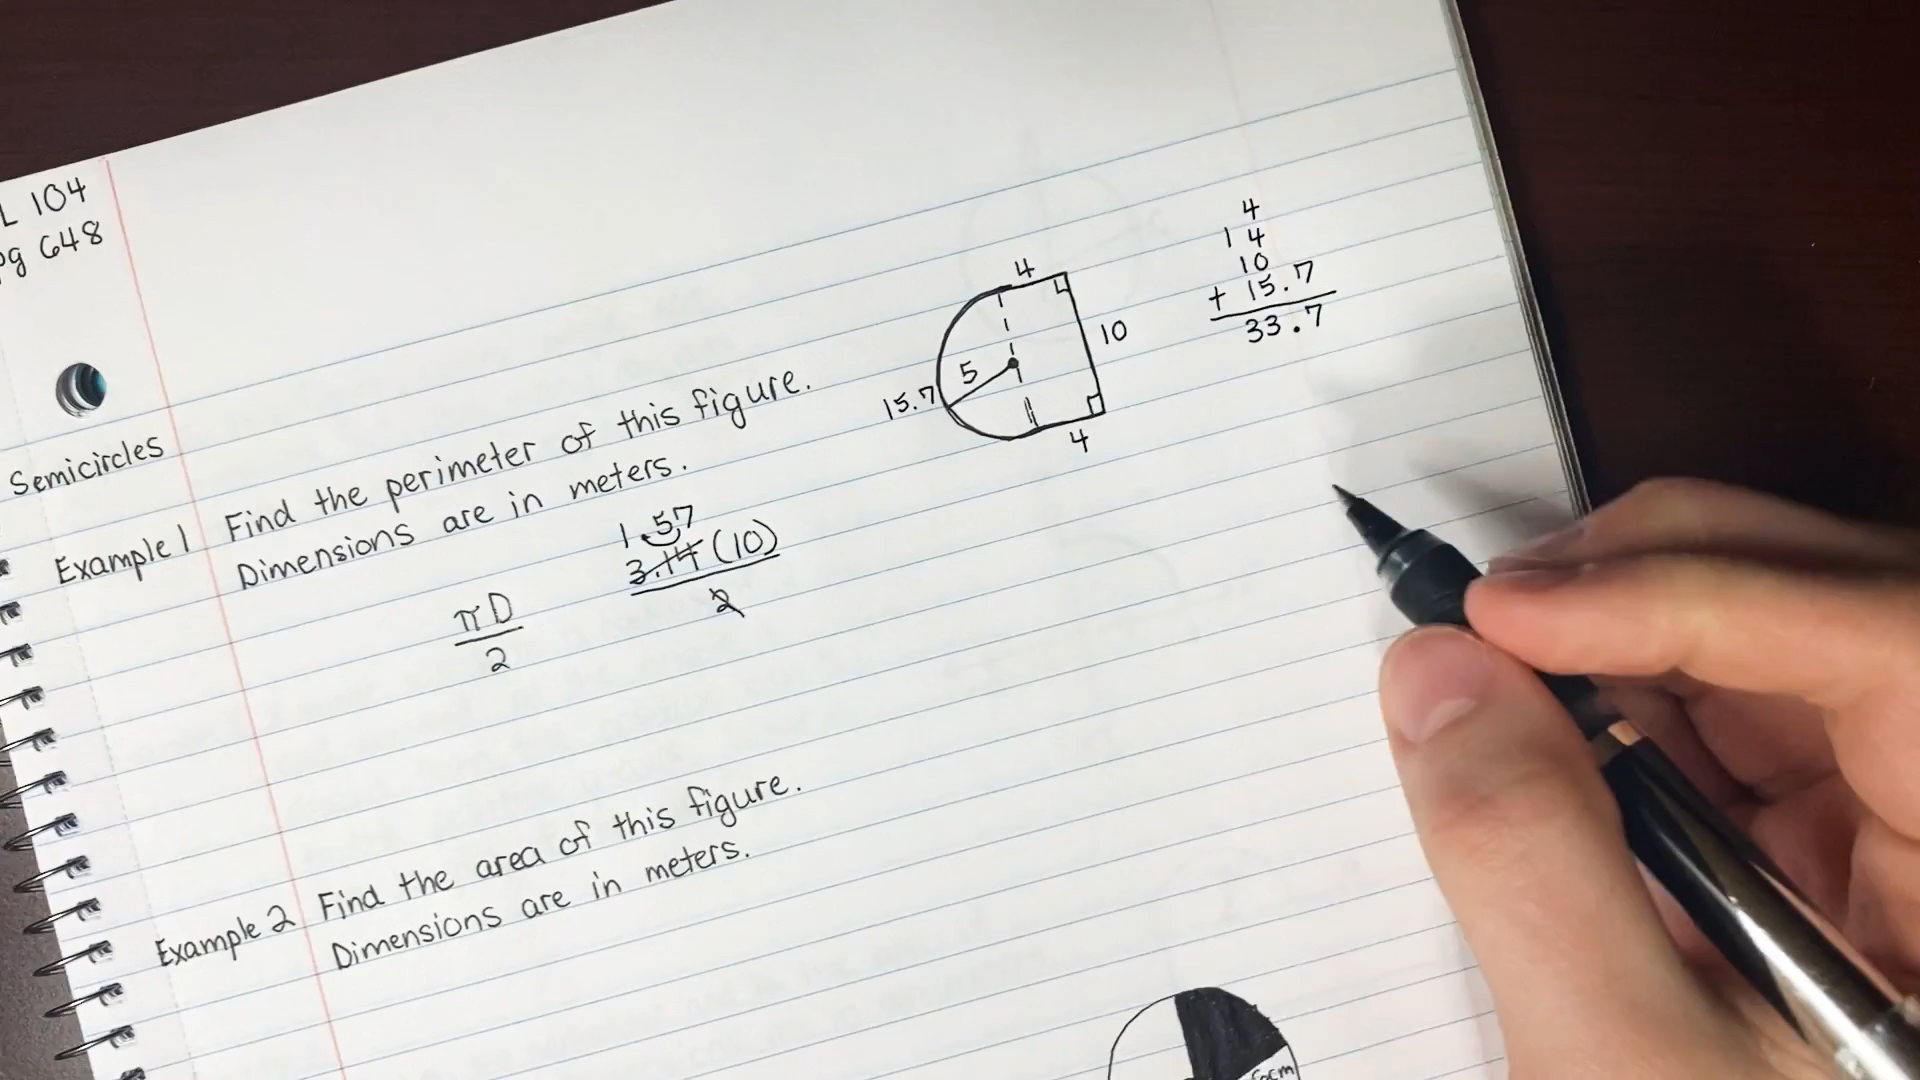 L 104
pg 648
Semicircles
Example 1 Find the perimeter of this figure.
Dimensions are in meters.
πD
2
1.57
3.14 (10)
2
4
5
10
15.7
4
4
1 4
10
+ 15.7
33.7
Example 2 Find the area of this figure.
Dimensions are in meters.